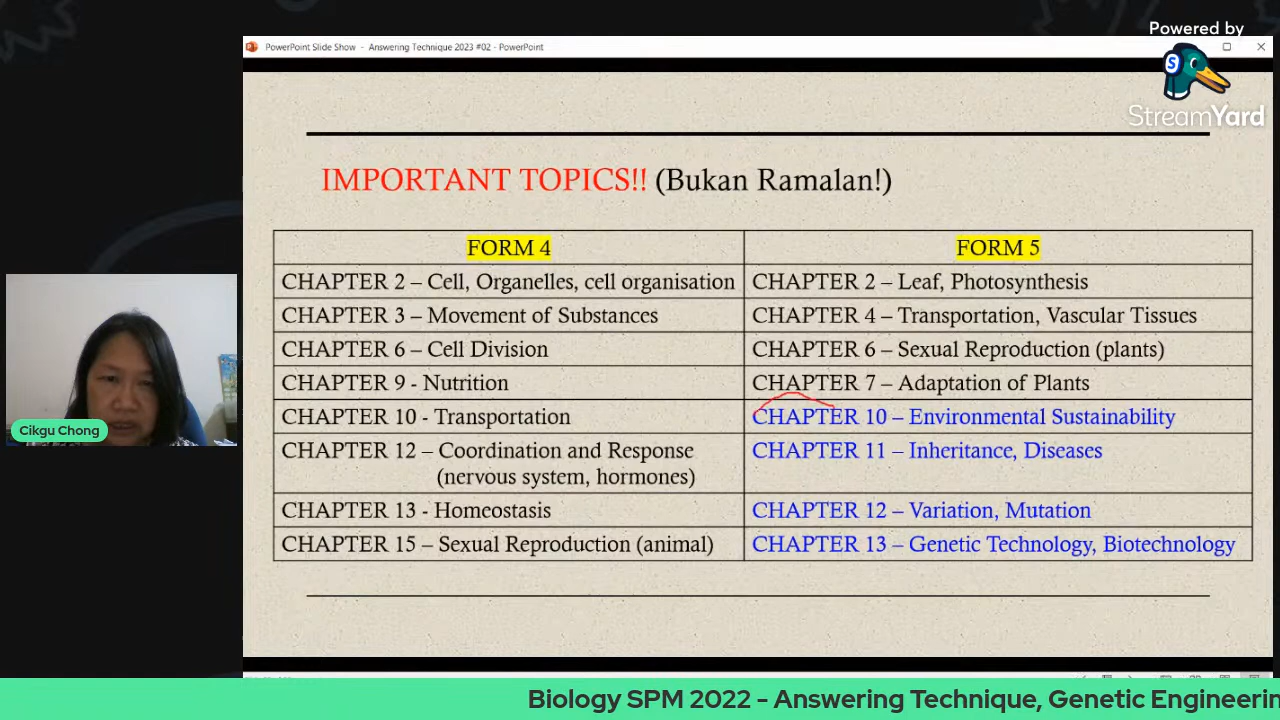 Powered by
StreamYard
PowerPoint Slide Show - Answering Technique 2023 #02 - PowerPoint
IMPORTANT TOPICS!! (Bukan Ramalan!)
FORM 4
FORM 5
CHAPTER 2 – Cell, Organelles, cell organisation
CHAPTER 2 – Leaf, Photosynthesis
CHAPTER 3 – Movement of Substances
CHAPTER 4 – Transportation, Vascular Tissues
CHAPTER 6 – Cell Division
CHAPTER 6 – Sexual Reproduction (plants)
CHAPTER 9 - Nutrition
CHAPTER 7 – Adaptation of Plants
CHAPTER 10 - Transportation
CHAPTER 10 – Environmental Sustainability
CHAPTER 12 – Coordination and Response
(nervous system, hormones)
CHAPTER 11 – Inheritance, Diseases
CHAPTER 13 - Homeostasis
CHAPTER 12 – Variation, Mutation
CHAPTER 15 – Sexual Reproduction (animal)
CHAPTER 13 – Genetic Technology, Biotechnology
Cikgu Chong
Biology SPM 2022 - Answering Technique, Genetic Engineerin